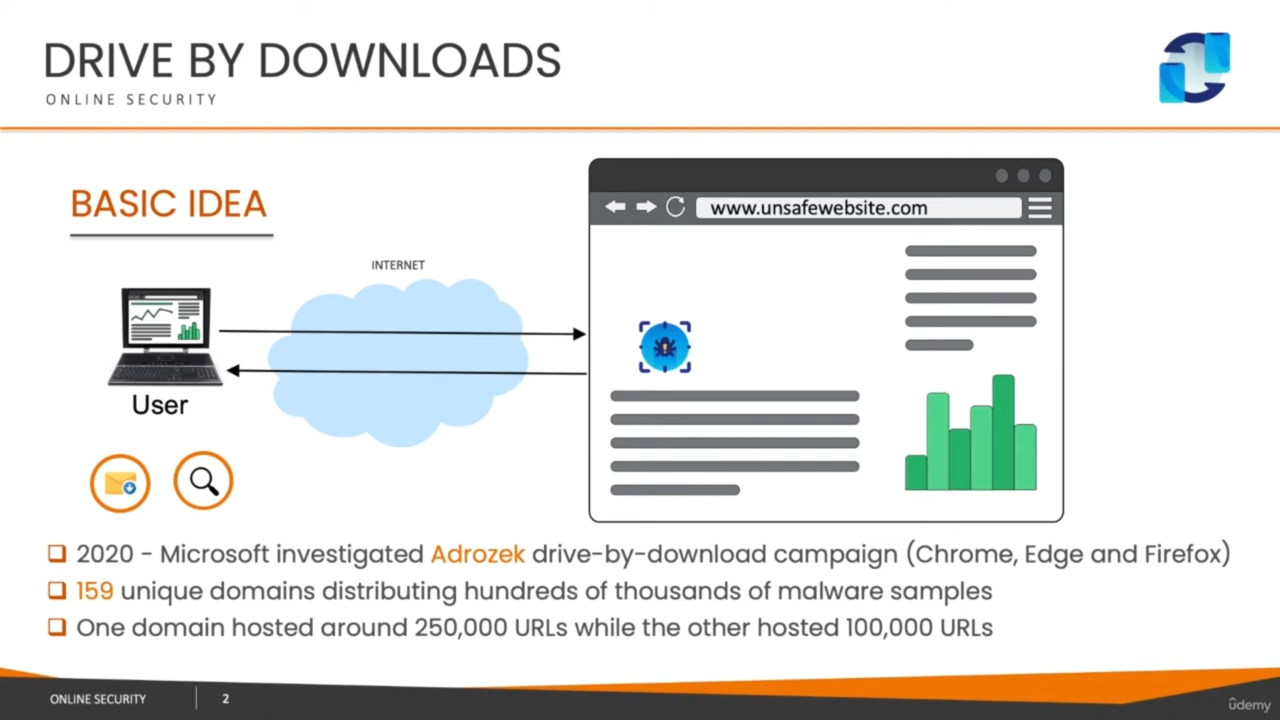 DRIVE BY DOWNLOADS
ONLINE SECURITY
BASIC IDEA
www.unsafewebsite.com
INTERNET
User
2020 - Microsoft investigated Adrozek drive-by-download campaign (Chrome, Edge and Firefox)
159 unique domains distributing hundreds of thousands of malware samples
One domain hosted around 250,000 URLs while the other hosted 100,000 URLs
ONLINE SECURITY 2
udemy